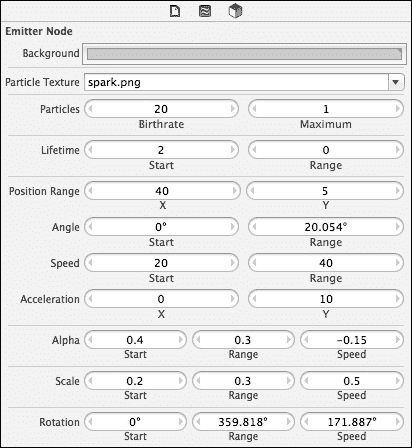 Emitter Node
Background
Particle Texture spark.png
Particles 20 1
Birthrate Maximum
Lifetime 2 0
Start Range
Position Range 40 5
X Y
Angle 0° 20.054°
Start Range
Speed 20 40
Start Range
Acceleration 0 10
X Y
Alpha 0.4 0.3 -0.15
Start Range Speed
Scale 0.2 0.3 0.5
Start Range Speed
Rotation 0° 359.818° 171.887°
Start Range Speed